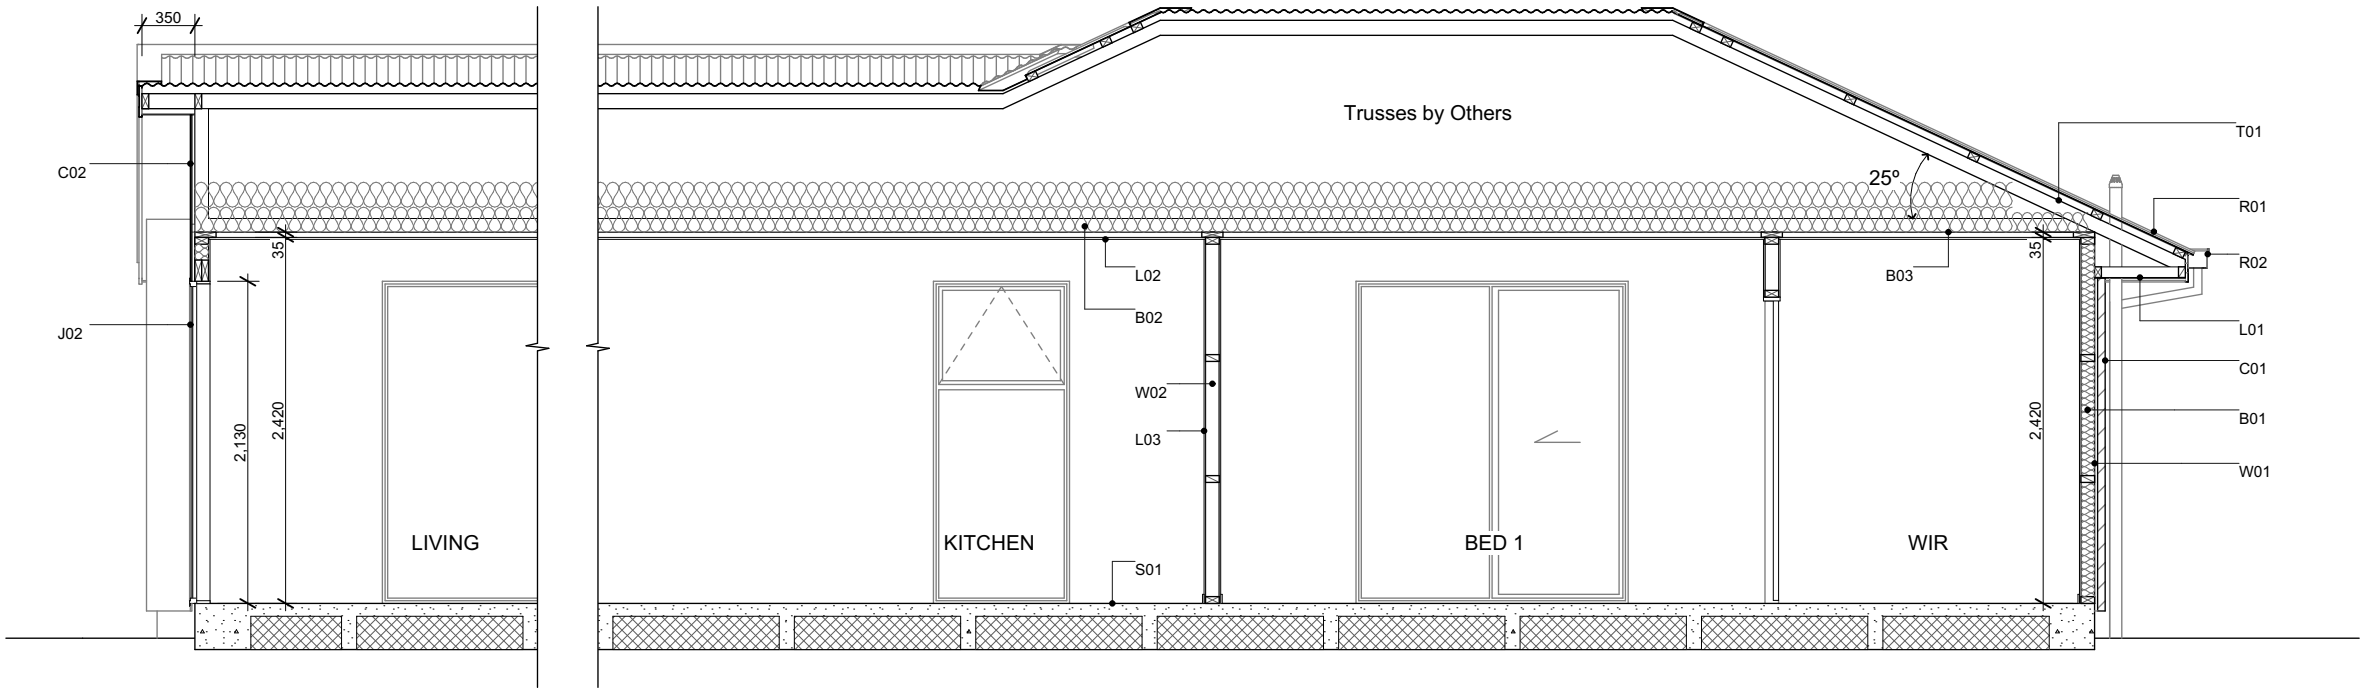 350
Trusses by Others
T01
C02
25°
R01
35
35
R02
L02
B03
B02
L01
J02
C01
W02
B01
2,130
2,420
L03
2,420
W01
LIVING
KITCHEN
BED 1
WIR
S01